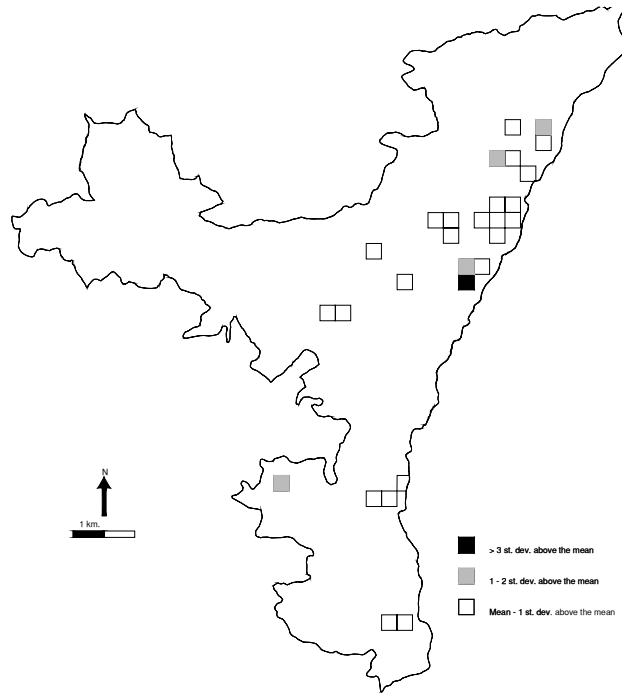 N
1 km.
> 3 st. dev. above the mean
1 - 2 st. dev. above the mean
Mean - 1 st. dev. above the mean